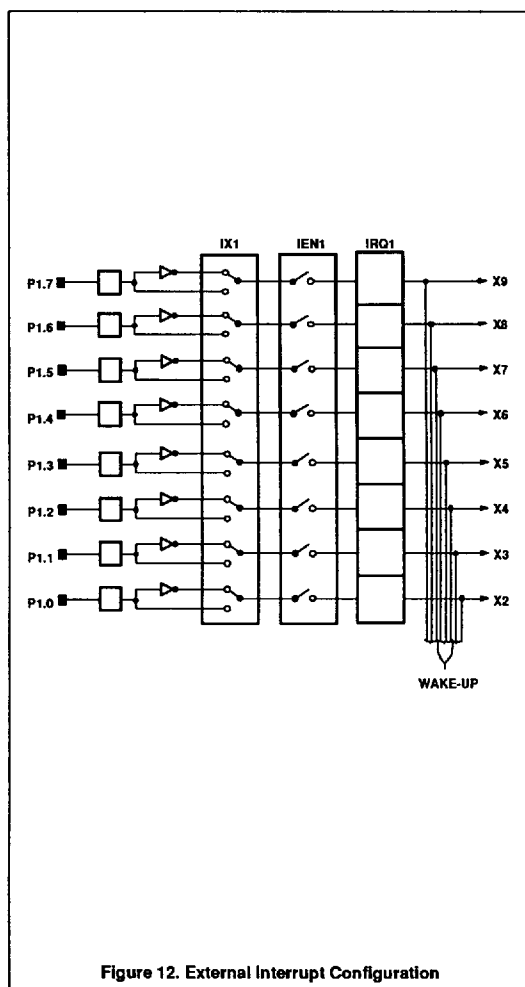 IX1 IEN1 IRQ1
P1.7 X9
P1.6 X8
P1.5 X7
P1.4 X6
P1.3 X5
P1.2 X4
P1.1 X3
P1.0 X2
WAKE-UP
Figure 12. External Interrupt Configuration